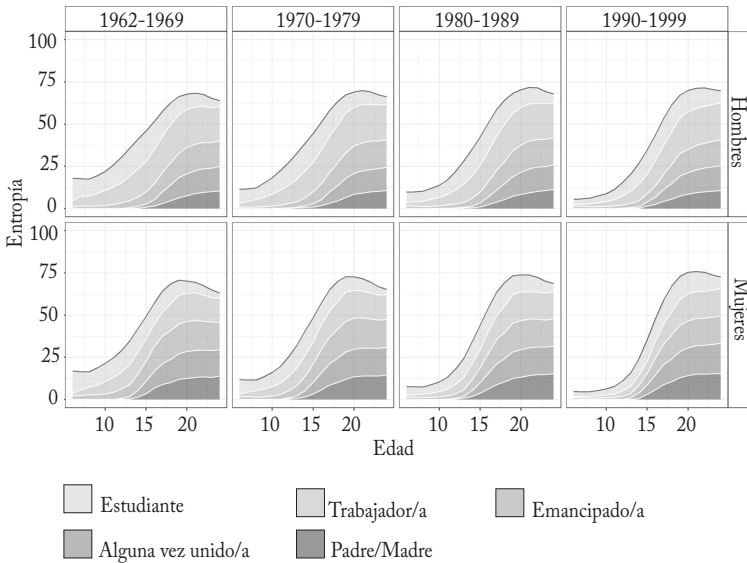 1962-1969 1970-1979 1980-1989 1990-1999
100
75
50
25
0
Hombres
Entropía
100
75
50
25
0
Mujeres
10 15 20 10 15 20 10 15 20 10 15 20
Edad
Estudiante Trabajador/a Emancipado/a
Alguna vez unido/a Padre/Madre